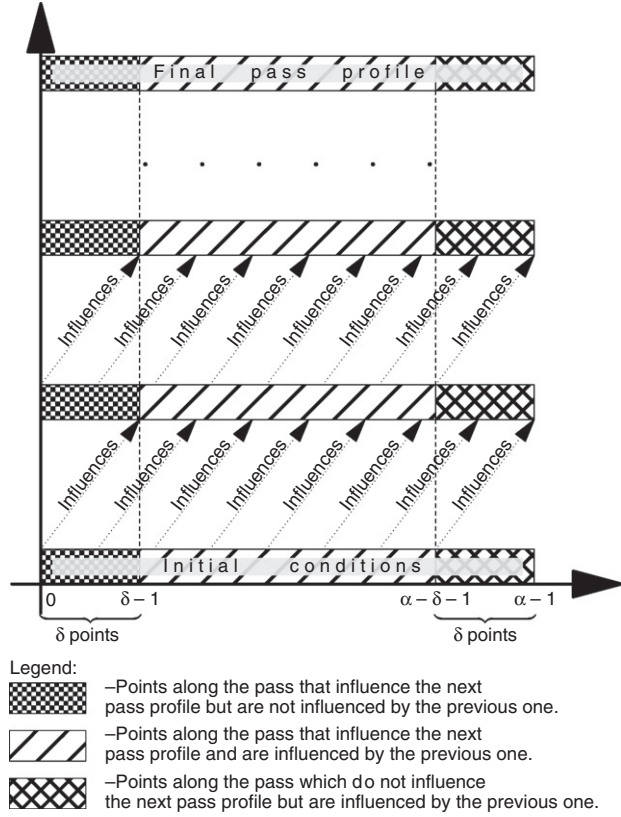 Final pass profile
Influences Influences Influences Influences Influences Influences Influences Influences
Influences Influences Influences Influences Influences Influences Influences Influences
Initial conditions
0 δ – 1 α – δ – 1 α – 1
δ points δ points
Legend:
–Points along the pass that influence the next
pass profile but are not influenced by the previous one.
–Points along the pass that influence the next
pass profile and are influenced by the previous one.
–Points along the pass which do not influence
the next pass profile but are influenced by the previous one.